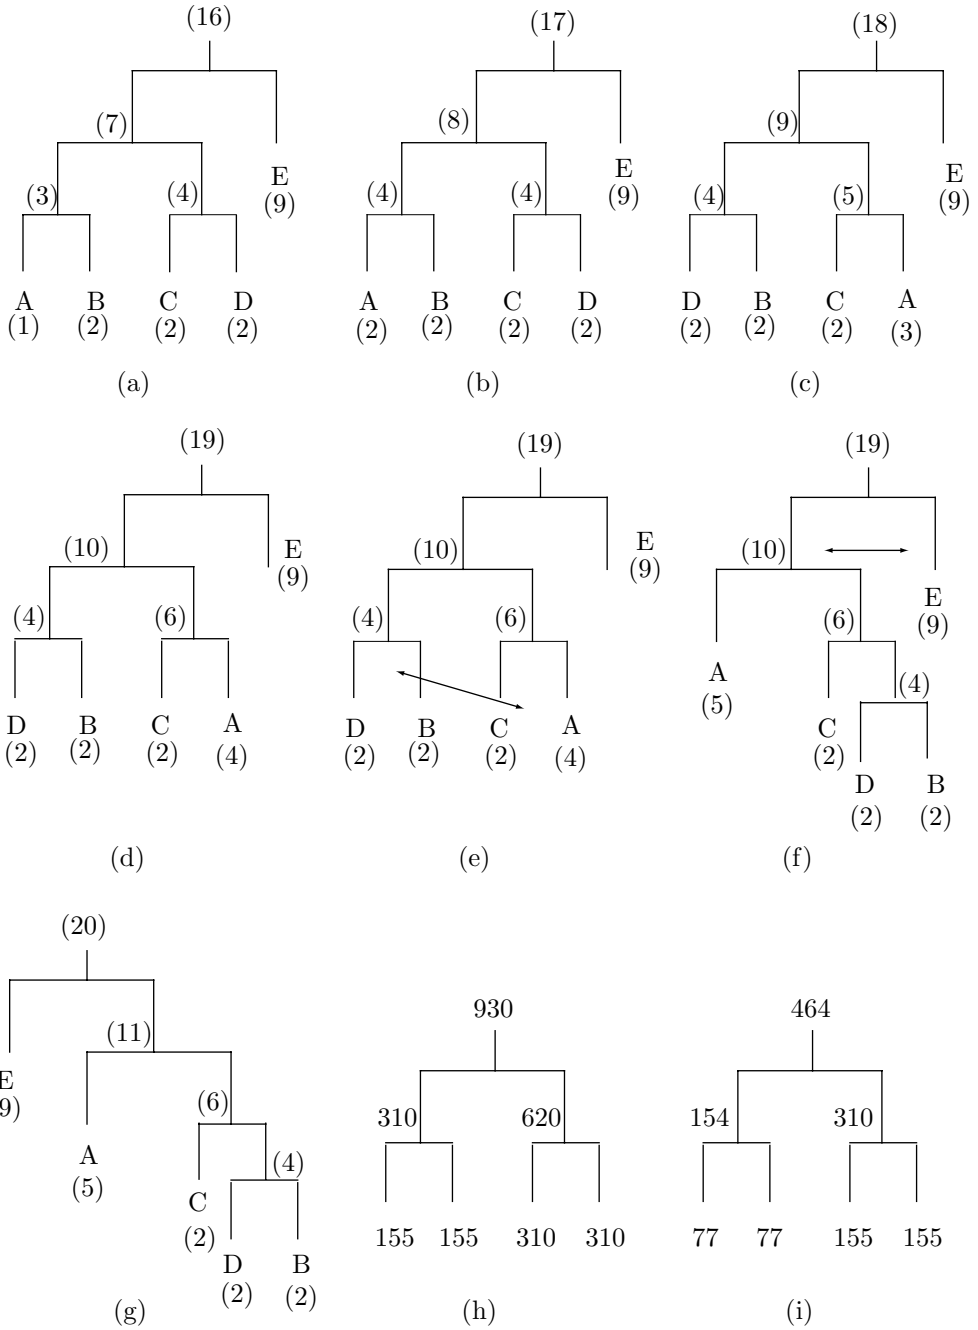 (16) (17) (18)
(7) (8) (9)
E E E
(3) (4) (4) (4) (4) (5)
(9) (9) (9)
A B C D A B C D D B C A
(1) (2) (2) (2) (2) (2) (2) (2) (2) (2) (2) (3)
(a) (b) (c)
(19) (19) (19)
(10) E (10) E (10)
(9) (9)
E
(4) (6) (4) (6) (6) (9)
A (4)
(5)
D B C A D B C A C
(2) (2) (2) (4) (2) (2) (2) (4) (2)
D B
(2) (2)
(d) (e) (f)
(20)
930 464
(11)
E
9)
(6) 310 620 154 310
A (4)
(5)
C
(2) 155 155 310 310 77 77 155 155
D B
(2) (2)
(g) (h) (i)